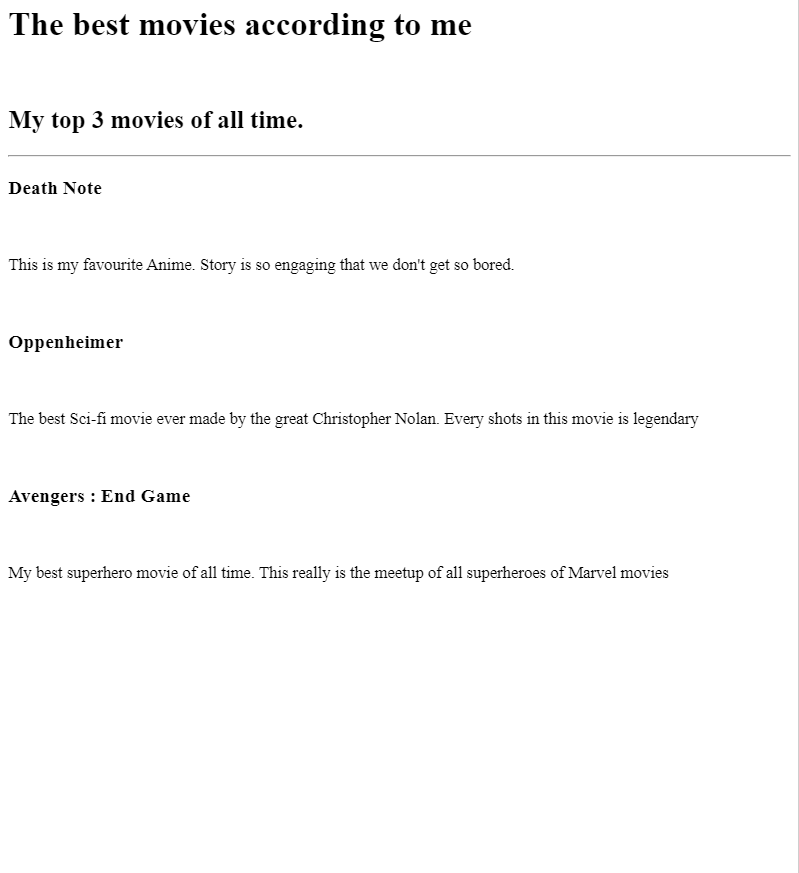 The best movies according to me
My top 3 movies of all time.
Death Note
This is my favourite Anime. Story is so engaging that we don't get so bored.
Oppenheimer
The best Sci-fi movie ever made by the great Christopher Nolan. Every shots in this movie is legendary
Avengers : End Game
My best superhero movie of all time. This really is the meetup of all superheroes of Marvel movies